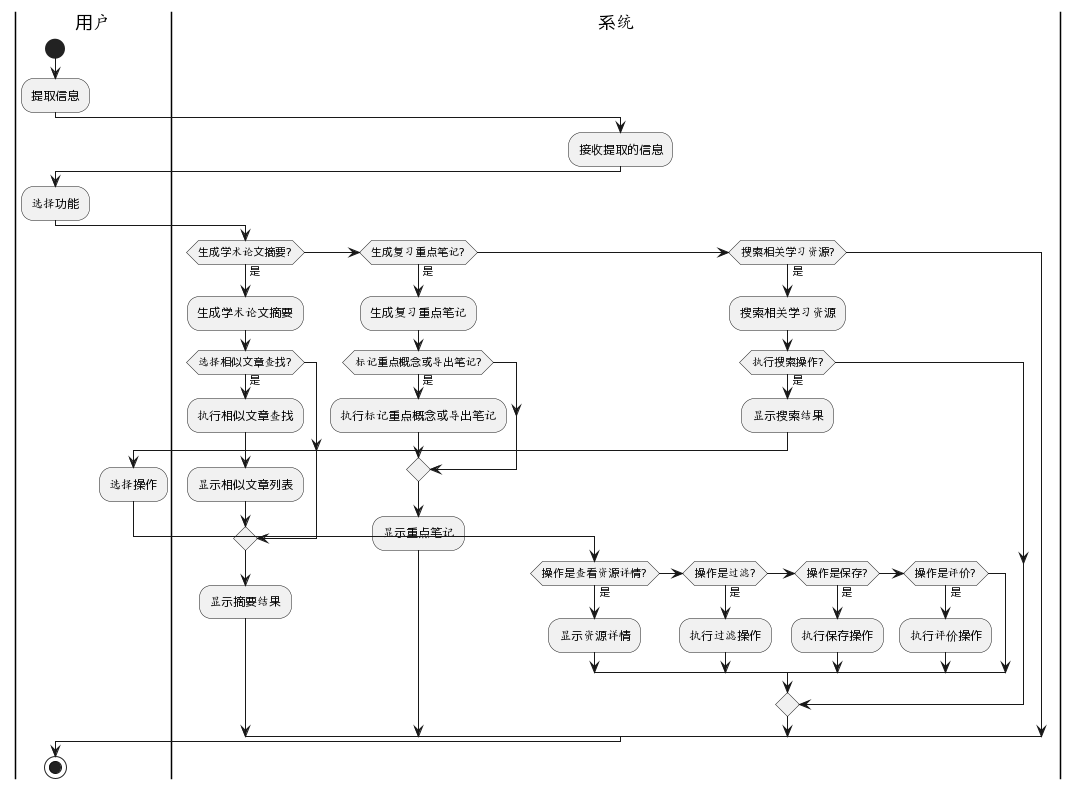 用户
系统
提取信息
接收提取的信息
选择功能
生成学术论文摘要?
生成复习重点笔记?
搜索相关学习资源?
是
是
是
生成学术论文摘要
生成复习重点笔记
搜索相关学习资源
选择相似文章查找?
标记重点概念或导出笔记?
执行搜索操作?
是
是
是
执行相似文章查找
执行标记重点概念或导出笔记
显示搜索结果
选择操作
显示相似文章列表
显示重点笔记
操作是查看资源详情?
操作是过滤?
操作是保存?
操作是评价?
是
是
是
是
显示摘要结果
显示资源详情
执行过滤操作
执行保存操作
执行评价操作